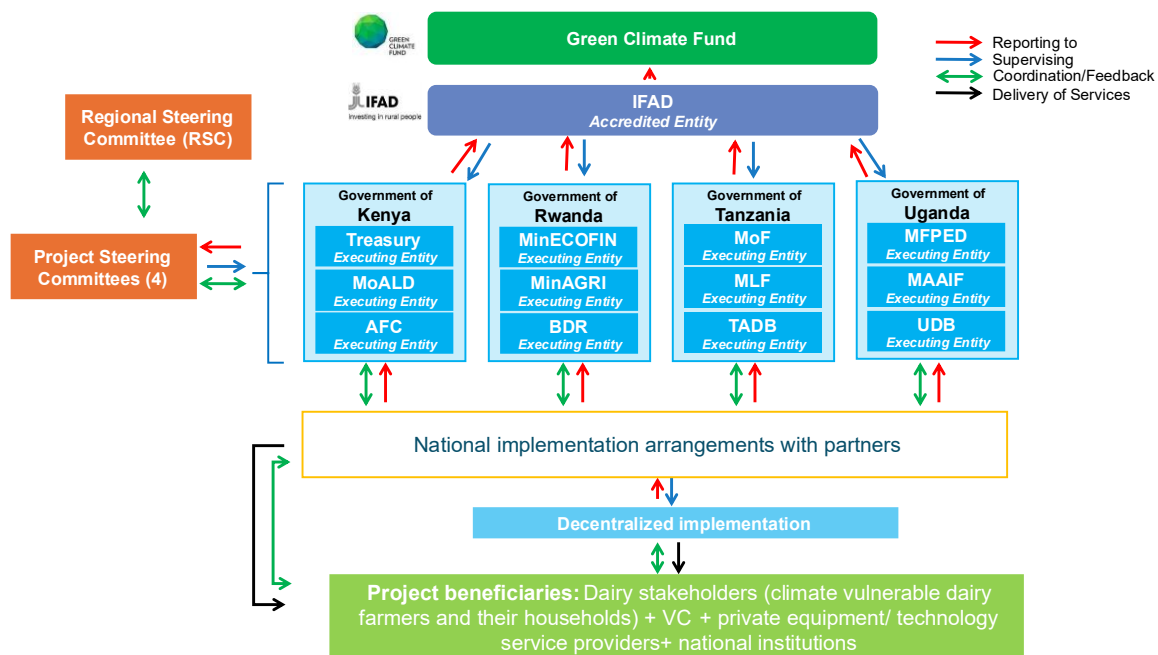 GREEN
CLIMATE
FUND
Green Climate Fund
Reporting to
Supervising
Coordination/Feedback
Delivery of Services
JLIFAD
Investing in rural people
IFAD
Accredited Entity
Regional Steering
Committee (RSC)
Project Steering
Committees (4)
Government of
Kenya
Treasury
Executing Entity
MoALD
Executing Entity
AFC
Executing Entity
Government of
Rwanda
MinECOFIN
Executing Entity
MinAGRI
Executing Entity
BDR
Executing Entity
Government of
Tanzania
MoF
Executing Entity
MLF
Executing Entity
TADB
Executing Entity
Government of
Uganda
MFPED
Executing Entity
MAAIF
Executing Entity
UDB
Executing Entity
National implementation arrangements with partners
Decentralized implementation
Project beneficiaries: Dairy stakeholders (climate vulnerable dairy
farmers and their households) + VC + private equipment/ technology
service providers+ national institutions